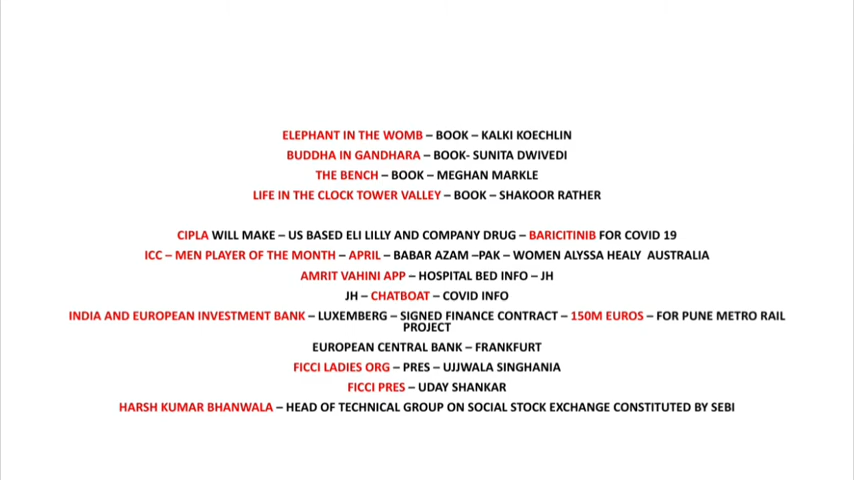 ELEPHANT IN THE WOMB – BOOK – KALKI KOECHLIN
BUDDHA IN GANDHARA – BOOK- SUNITA DWIVEDI
THE BENCH – BOOK – MEGHAN MARKLE
LIFE IN THE CLOCK TOWER VALLEY – BOOK – SHAKOOR RATHER
CIPLA WILL MAKE – US BASED ELI LILLY AND COMPANY DRUG – BARICITINIB FOR COVID 19
ICC – MEN PLAYER OF THE MONTH – APRIL – BABAR AZAM –PAK – WOMEN ALYSSA HEALY AUSTRALIA
AMRIT VAHINI APP – HOSPITAL BED INFO – JH
JH – CHATBOAT – COVID INFO
INDIA AND EUROPEAN INVESTMENT BANK – LUXEMBERG – SIGNED FINANCE CONTRACT – 150M EUROS – FOR PUNE METRO RAIL
PROJECT
EUROPEAN CENTRAL BANK – FRANKFURT
FICCI LADIES ORG – PRES – UJJWALA SINGHANIA
FICCI PRES – UDAY SHANKAR
HARSH KUMAR BHANWALA – HEAD OF TECHNICAL GROUP ON SOCIAL STOCK EXCHANGE CONSTITUTED BY SEBI